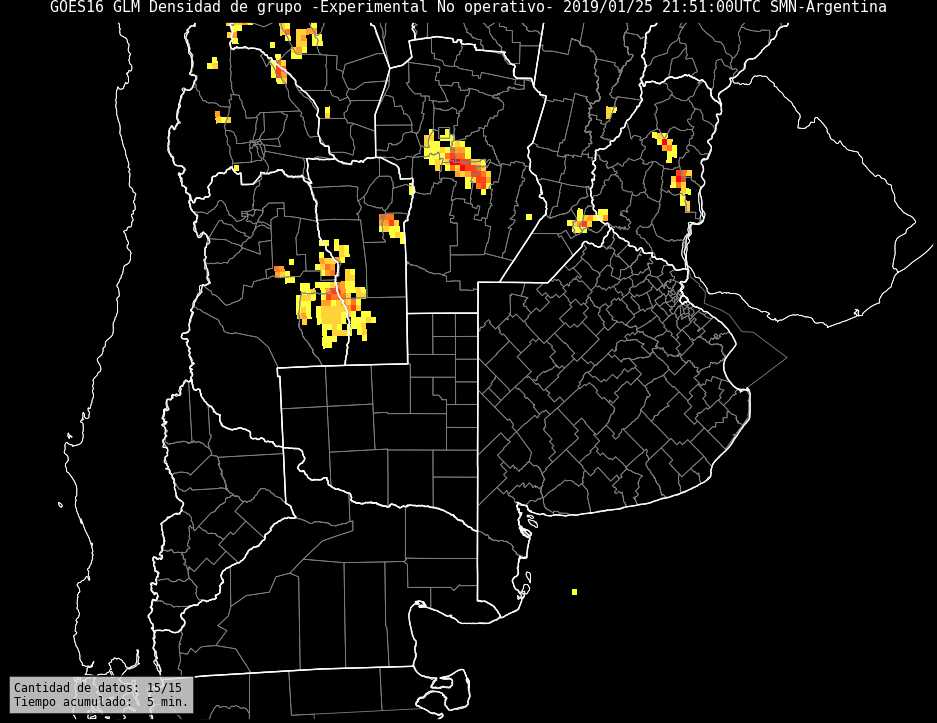 GOES16 GLM Densidad de grupo -Experimental No operativo- 2019/01/25 21:51:00UTC SMN-Argentina
Cantidad de datos: 15/15
Tiempo acumulado:  5 min.